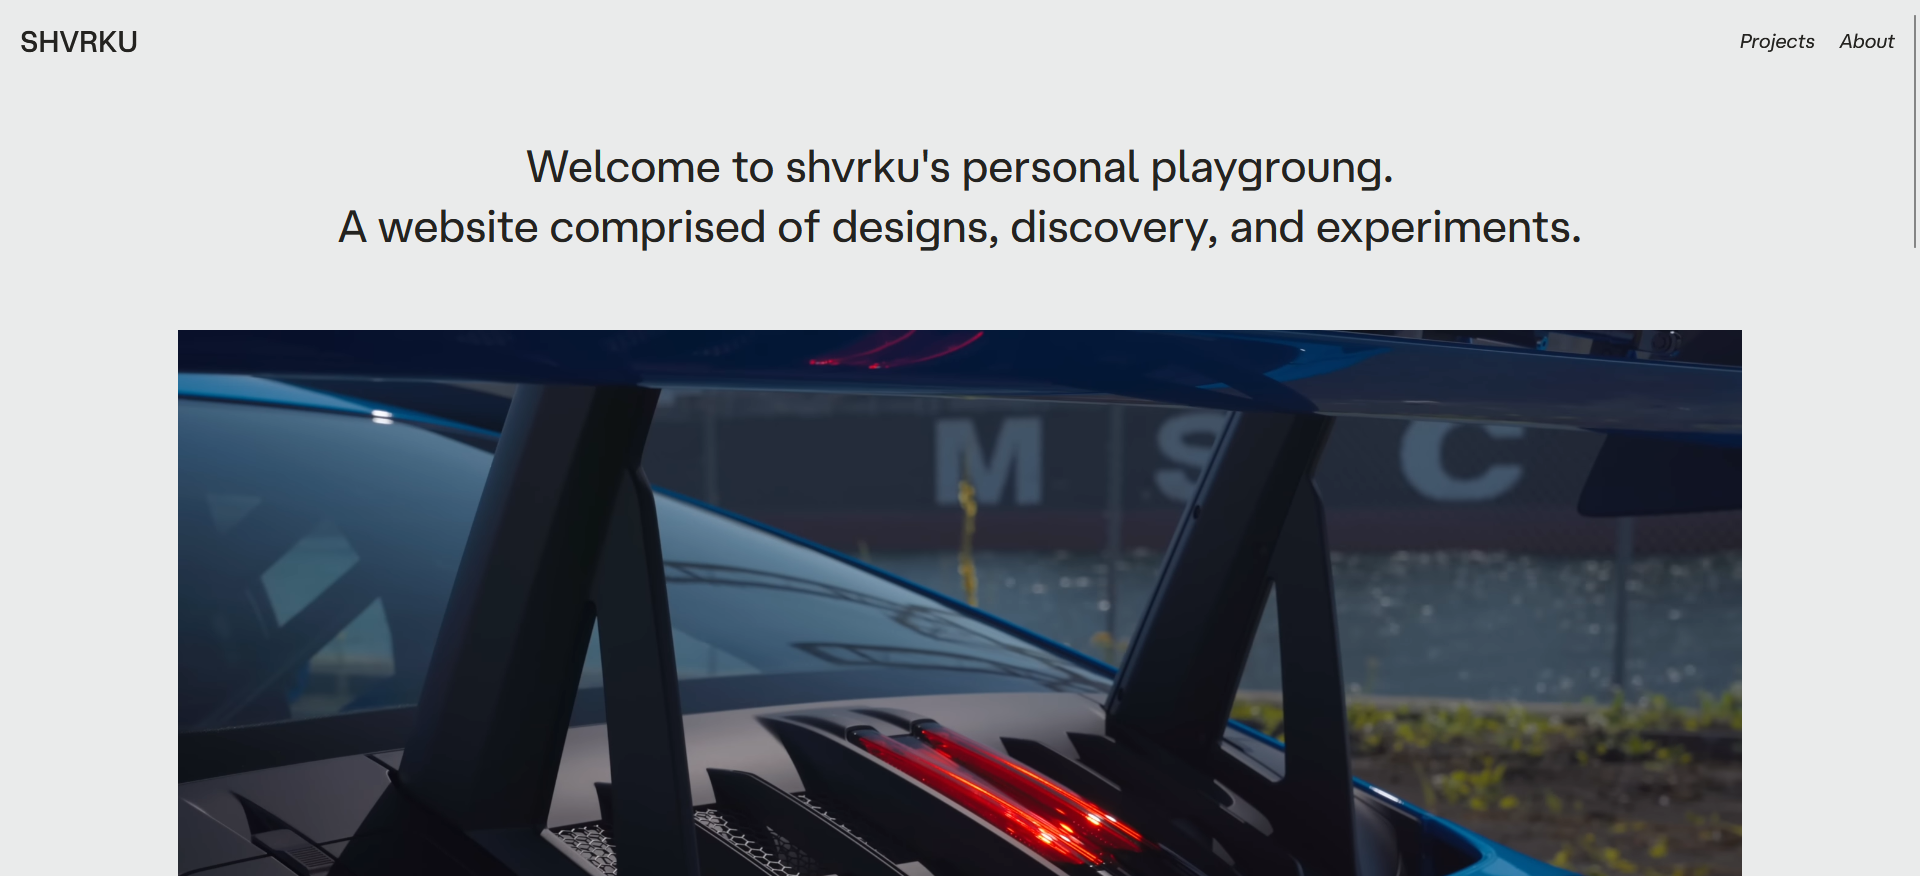 SHVRKU
Projects About
Welcome to shvrku's personal playgroung.
A website comprised of designs, discovery, and experiments.
M S C